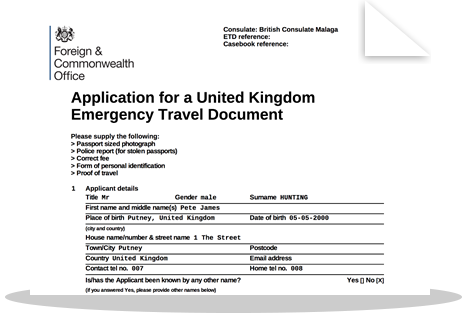 Foreign &
Commonwealth
Office
Consulate: British Consulate Malaga
ETD reference:
Casebook reference:
Application for a United Kingdom
Emergency Travel Document
Please supply the following:
> Passport sized photograph
> Police report (for stolen passports)
> Correct fee
> Form of personal identification
> Proof of travel
1 Applicant details
Title Mr Gender male Surname HUNTING
First name and middle name(s) Pete James
Place of birth Putney, United Kingdom Date of birth 05-05-2000
(city and country)
House name/number & street name 1 The Street
Town/City Putney Postcode
Country United Kingdom Email address
Contact tel no. 007 Home tel no. 008
Is/has the Applicant been known by any other name? Yes [] No [X]
(if you answered Yes, please provide other names below)